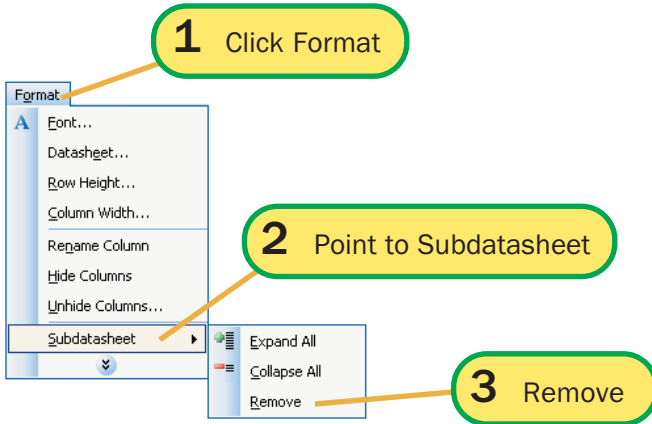 1 Click Format
Format
A Font...
Datasheet...
Row Height...
Column Width...
2 Point to Subdatasheet
Rename Column
Hide Columns
Unhide Columns...
Subdatasheet
Expand All
Collapse All
3 Remove
Remove